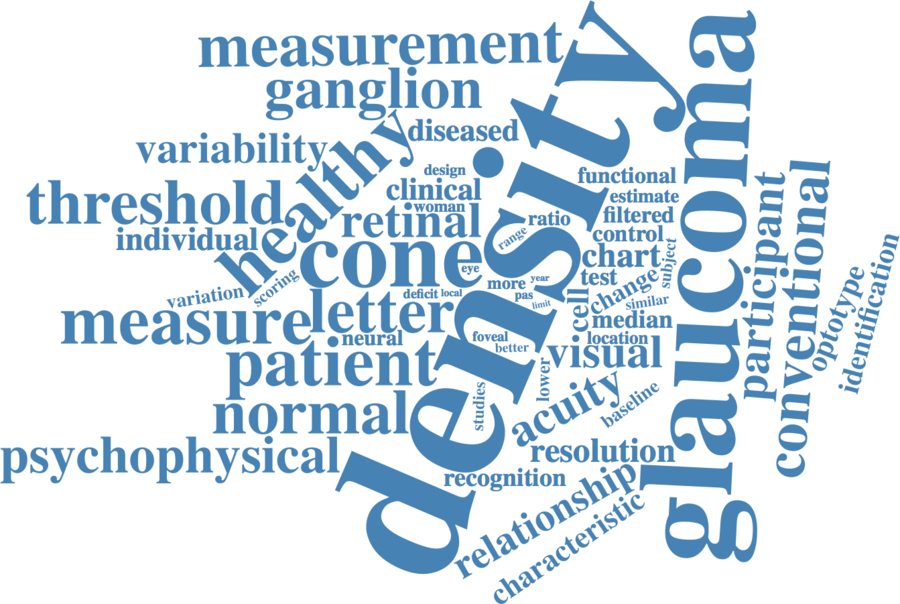 measurement
ganglion
density
glaucoma
healthy
diseased
variability
design
clinical
woman
functional
estimate
threshold
retinal
ratio
filtered
individual
range
control
participant
conventional
cone
eye
chart
subject
scoring
more
year
test
variation
deficit
local
pas
cell
change
optotype
identification
measure
letter
limit
similar
median
neural
foveal
better
location
patient
visual
lower
normal
studies
acuity
baseline
psychophysical
resolution
recognition
relationship
characteristic